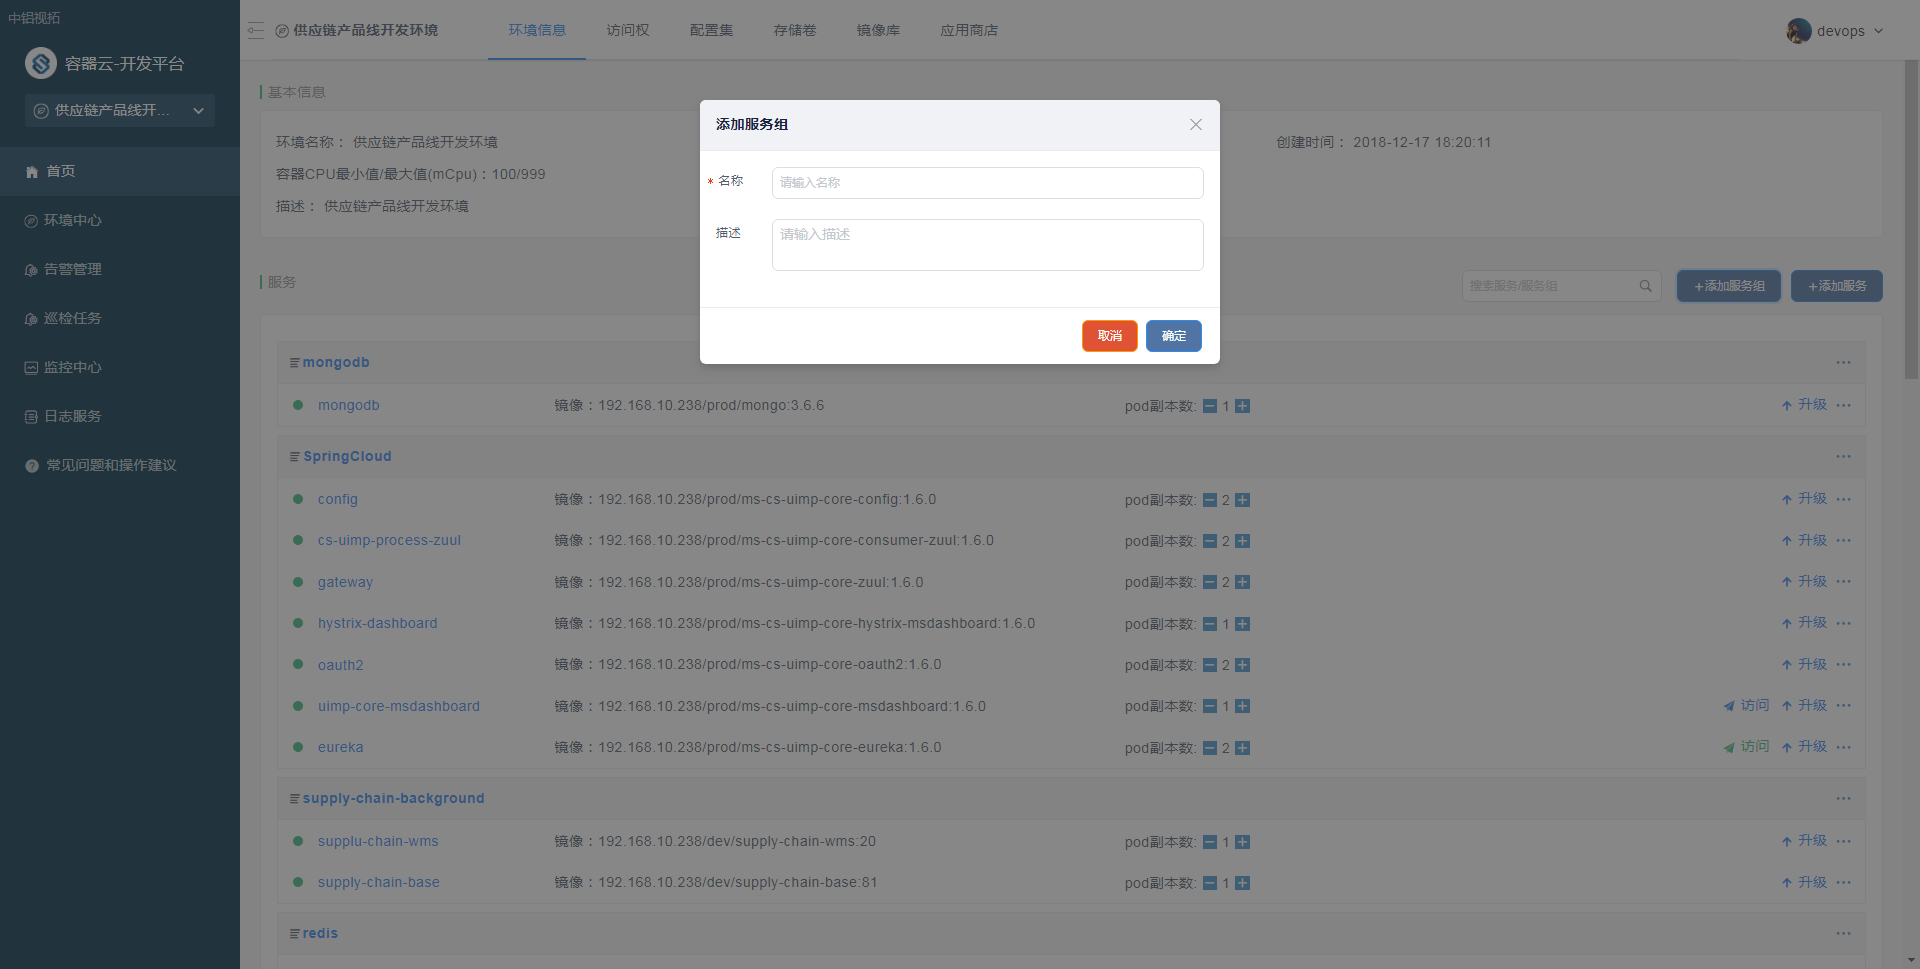 中铝视拓
容器云-开发平台
供应链产品线开...
首页
环境中心
告警管理
巡检任务
监控中心
日志服务
常见问题和操作建议
供应链产品线开发环境 环境信息 访问权 配置集 存储卷 镜像库 应用商店 devops
基本信息
环境名称： 供应链产品线开发环境 创建时间： 2018-12-17 18:20:11
容器CPU最小值/最大值(mCpu)：100/999
描述： 供应链产品线开发环境
添加服务组
* 名称 请输入名称
描述 请输入描述
取消 确定
服务 搜索服务/服务组 +添加服务组 +添加服务
mongodb ...
mongodb 镜像：192.168.10.238/prod/mongo:3.6.6 pod副本数: 1 升级 ...
SpringCloud ...
config 镜像：192.168.10.238/prod/ms-cs-uimp-core-config:1.6.0 pod副本数: 2 升级 ...
cs-uimp-process-zuul 镜像：192.168.10.238/prod/ms-cs-uimp-core-consumer-zuul:1.6.0 pod副本数: 2 升级 ...
gateway 镜像：192.168.10.238/prod/ms-cs-uimp-core-zuul:1.6.0 pod副本数: 2 升级 ...
hystrix-dashboard 镜像：192.168.10.238/prod/ms-cs-uimp-core-hystrix-msdashboard:1.6.0 pod副本数: 1 升级 ...
oauth2 镜像：192.168.10.238/prod/ms-cs-uimp-core-oauth2:1.6.0 pod副本数: 2 升级 ...
uimp-core-msdashboard 镜像：192.168.10.238/prod/ms-cs-uimp-core-msdashboard:1.6.0 pod副本数: 1 访问 升级 ...
eureka 镜像：192.168.10.238/prod/ms-cs-uimp-core-eureka:1.6.0 pod副本数: 2 访问 升级 ...
supply-chain-background ...
supplu-chain-wms 镜像：192.168.10.238/dev/supply-chain-wms:20 pod副本数: 1 升级 ...
supply-chain-base 镜像：192.168.10.238/dev/supply-chain-base:81 pod副本数: 1 升级 ...
redis ...